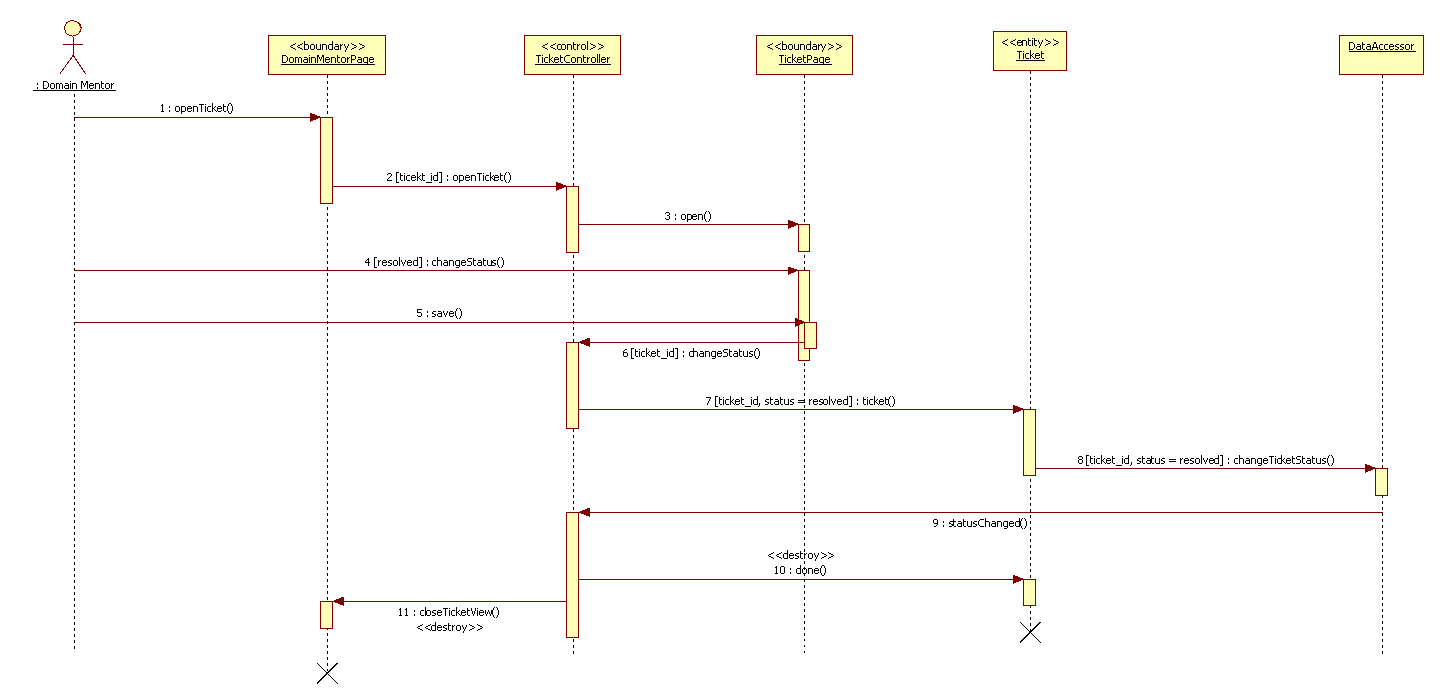 <<boundary>>
DomainMentorPage
<<control>>
TicketController
<<boundary>>
TicketPage
<<entity>>
Ticket
DataAccessor
: Domain Mentor
1 : openTicket()
2 [ticekt_id] : openTicket()
3 : open()
4 [resolved] : changeStatus()
5 : save()
6 [ticket_id] : changeStatus()
7 [ticket_id, status = resolved] : ticket()
8 [ticket_id, status = resolved] : changeTicketStatus()
9 : statusChanged()
<<destroy>>
10 : done()
11 : closeTicketView()
<<destroy>>